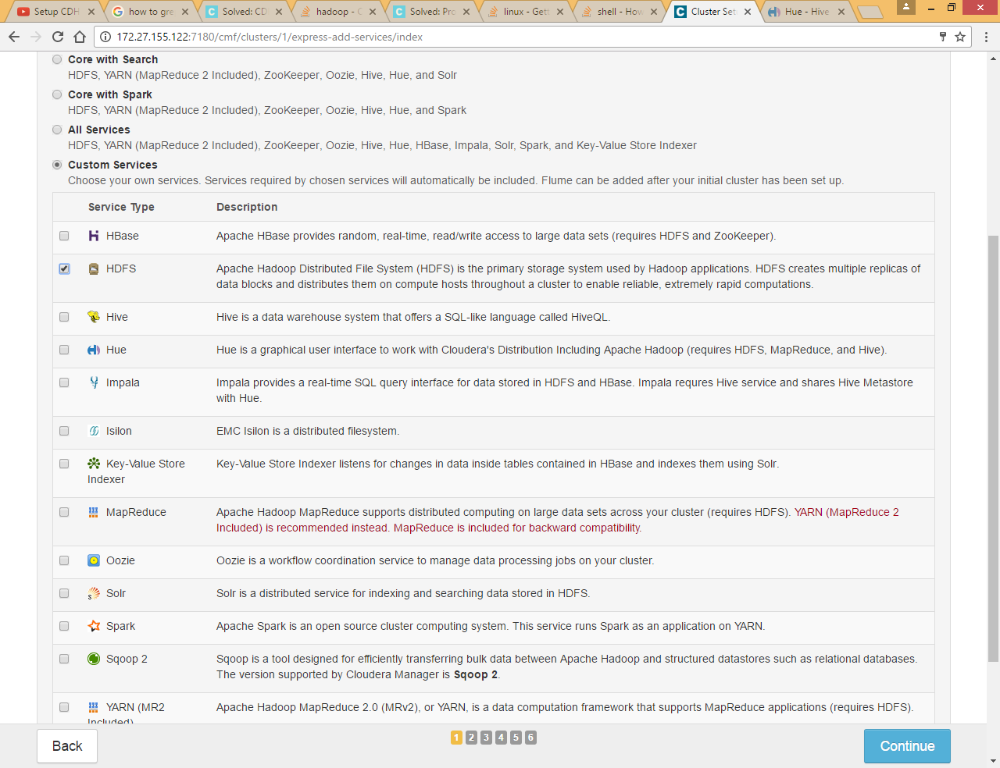 Setup CDH
how to gre
Solved: CD
hadoop - C
Solved: Pro
linux - Gett
shell - How
Cluster Set
Hue - Hive
172.27.155.122:7180/cmf/clusters/1/express-add-services/index
Core with Search
HDFS, YARN (MapReduce 2 Included), ZooKeeper, Oozie, Hive, Hue, and Solr
Core with Spark
HDFS, YARN (MapReduce 2 Included), ZooKeeper, Oozie, Hive, Hue, and Spark
All Services
HDFS, YARN (MapReduce 2 Included), ZooKeeper, Oozie, Hive, Hue, HBase, Impala, Solr, Spark, and Key-Value Store Indexer
Custom Services
Choose your own services. Services required by chosen services will automatically be included. Flume can be added after your initial cluster has been set up.
Service Type Description
HBase Apache HBase provides random, real-time, read/write access to large data sets (requires HDFS and ZooKeeper).
HDFS Apache Hadoop Distributed File System (HDFS) is the primary storage system used by Hadoop applications. HDFS creates multiple replicas of
data blocks and distributes them on compute hosts throughout a cluster to enable reliable, extremely rapid computations.
Hive Hive is a data warehouse system that offers a SQL-like language called HiveQL.
Hue Hue is a graphical user interface to work with Cloudera's Distribution Including Apache Hadoop (requires HDFS, MapReduce, and Hive).
Impala Impala provides a real-time SQL query interface for data stored in HDFS and HBase. Impala requres Hive service and shares Hive Metastore
with Hue.
Isilon EMC Isilon is a distributed filesystem.
Key-Value Store Key-Value Store Indexer listens for changes in data inside tables contained in HBase and indexes them using Solr.
Indexer
MapReduce Apache Hadoop MapReduce supports distributed computing on large data sets across your cluster (requires HDFS). YARN (MapReduce 2
Included) is recommended instead. MapReduce is included for backward compatibility.
Oozie Oozie is a workflow coordination service to manage data processing jobs on your cluster.
Solr Solr is a distributed service for indexing and searching data stored in HDFS.
Spark Apache Spark is an open source cluster computing system. This service runs Spark as an application on YARN.
Sqoop 2 Sqoop is a tool designed for efficiently transferring bulk data between Apache Hadoop and structured datastores such as relational databases.
The version supported by Cloudera Manager is Sqoop 2.
YARN (MR2 Apache Hadoop MapReduce 2.0 (MRv2), or YARN, is a data computation framework that supports MapReduce applications (requires HDFS).
Included)
Back 1 2 3 4 5 6 Continue